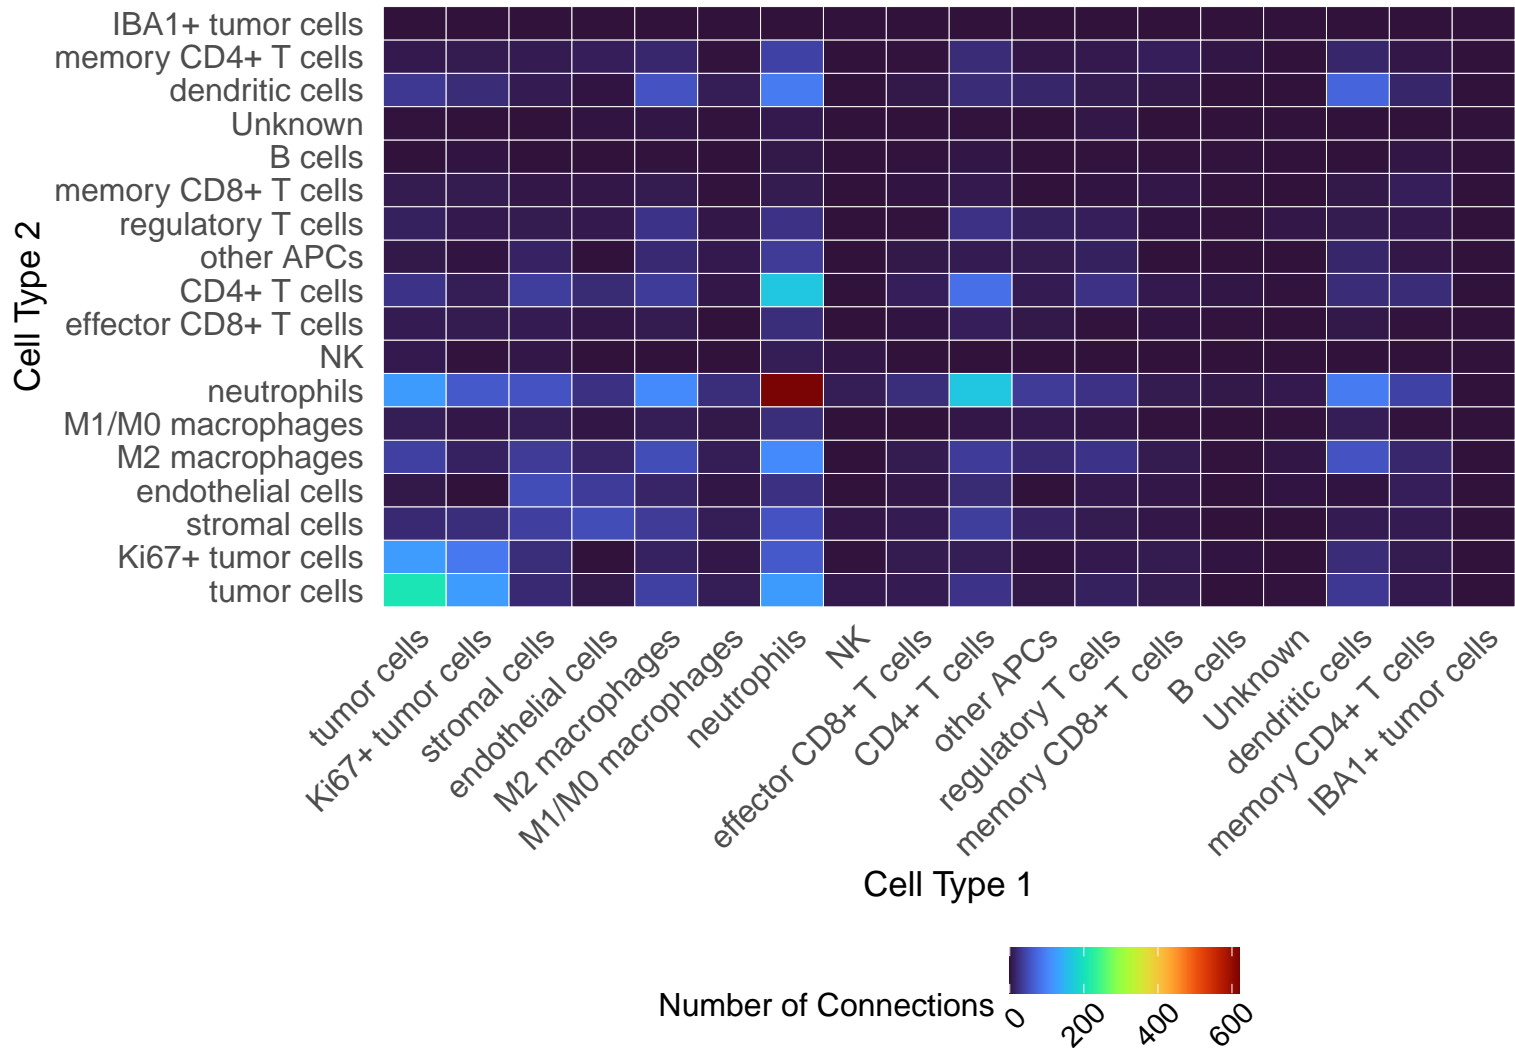 IBA1+ tumor cells
memory CD4+ T cells
dendritic cells
Unknown
B cells
memory CD8+ T cells
regulatory T cells
other APCs
CD4+ T cells
effector CD8+ T cells
NK
neutrophils
M1/M0 macrophages
M2 macrophages
endothelial cells
stromal cells
Ki67+ tumor cells
tumor cells
Cell Type 2
tumor cells
Ki67+ tumor cells
stromal cells
endothelial cells
M2 macrophages
M1/M0 macrophages
neutrophils
NK
effector CD8+ T cells
CD4+ T cells
other APCs
regulatory T cells
memory CD8+ T cells
B cells
Unknown
dendritic cells
memory CD4+ T cells
IBA1+ tumor cells
Cell Type 1
Number of Connections
0
200
400
600